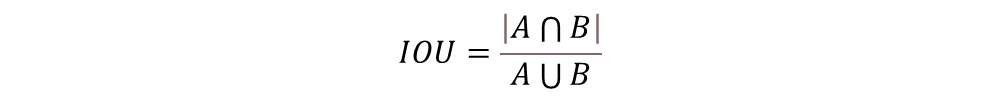 IOU = |A ∩ B| / A ∪ B